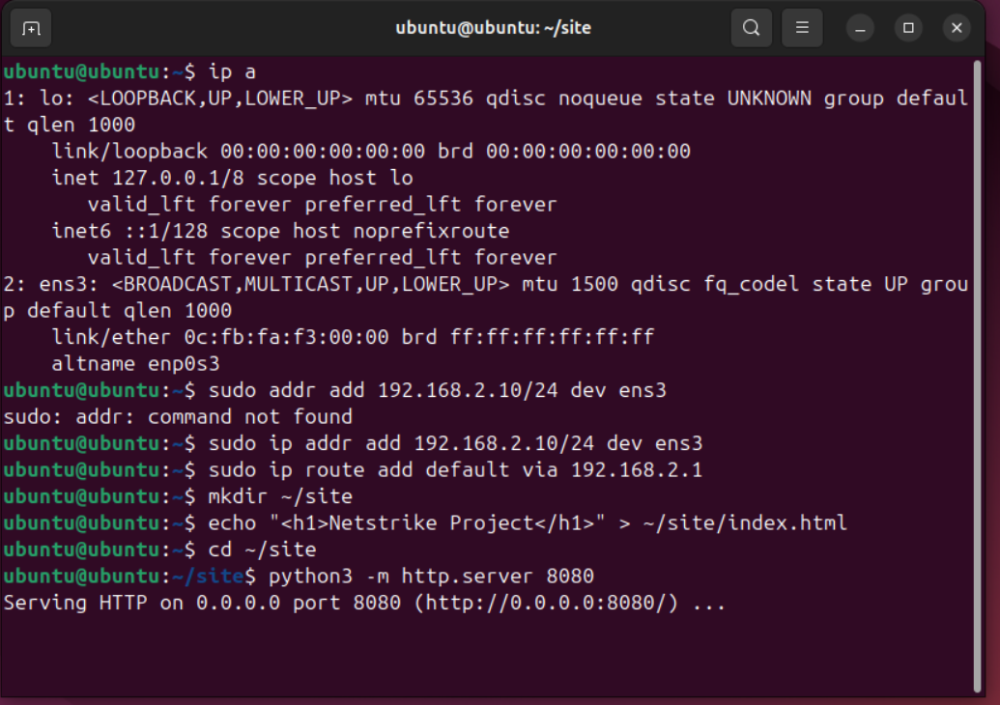 ubuntu@ubuntu: ~/site
ubuntu@ubuntu:~$ ip a
1: lo: <LOOPBACK,UP,LOWER_UP> mtu 65536 qdisc noqueue state UNKNOWN group defaul
t qlen 1000
    link/loopback 00:00:00:00:00:00 brd 00:00:00:00:00:00
    inet 127.0.0.1/8 scope host lo
       valid_lft forever preferred_lft forever
    inet6 ::1/128 scope host noprefixroute
       valid_lft forever preferred_lft forever
2: ens3: <BROADCAST,MULTICAST,UP,LOWER_UP> mtu 1500 qdisc fq_codel state UP grou
p default qlen 1000
    link/ether 0c:fb:fa:f3:00:00 brd ff:ff:ff:ff:ff:ff
    altname enp0s3
ubuntu@ubuntu:~$ sudo addr add 192.168.2.10/24 dev ens3
sudo: addr: command not found
ubuntu@ubuntu:~$ sudo ip addr add 192.168.2.10/24 dev ens3
ubuntu@ubuntu:~$ sudo ip route add default via 192.168.2.1
ubuntu@ubuntu:~$ mkdir ~/site
ubuntu@ubuntu:~$ echo "<h1>Netstrike Project</h1>" > ~/site/index.html
ubuntu@ubuntu:~$ cd ~/site
ubuntu@ubuntu:~/site$ python3 -m http.server 8080
Serving HTTP on 0.0.0.0 port 8080 (http://0.0.0.0:8080/) ...